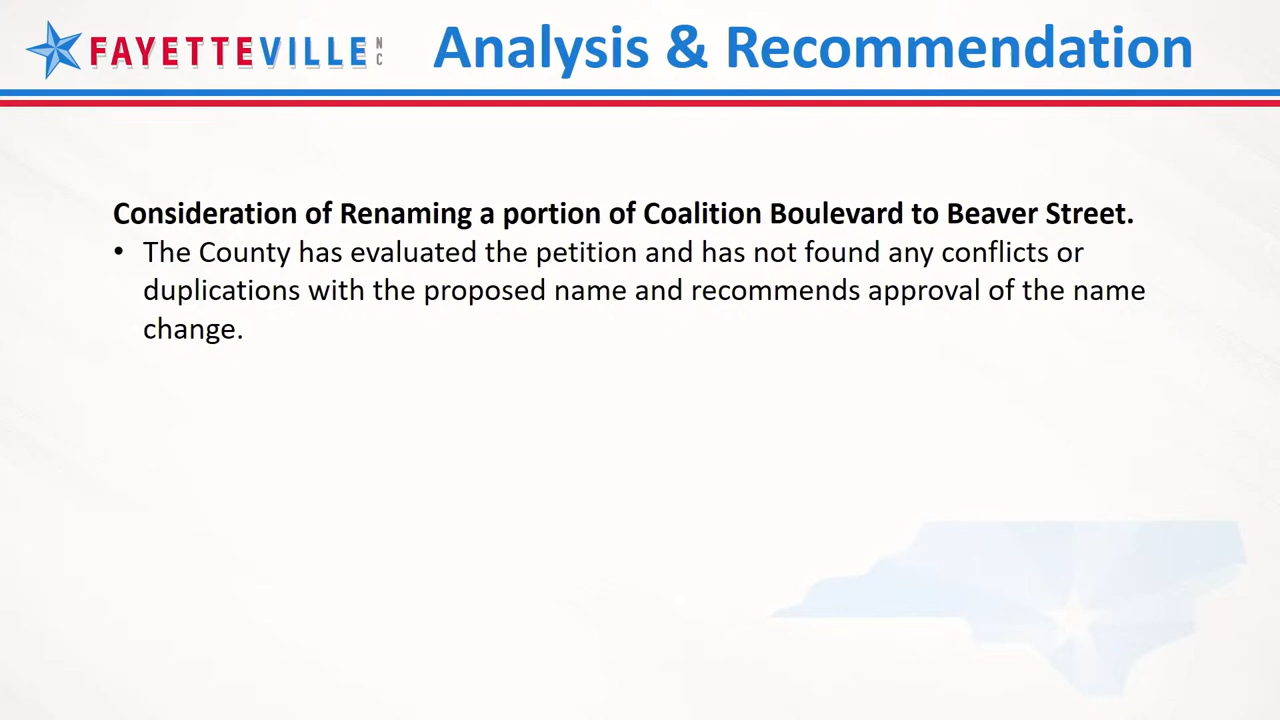 FAYETTEVILLE NC
Analysis & Recommendation
Consideration of Renaming a portion of Coalition Boulevard to Beaver Street.
• The County has evaluated the petition and has not found any conflicts or
duplications with the proposed name and recommends approval of the name
change.